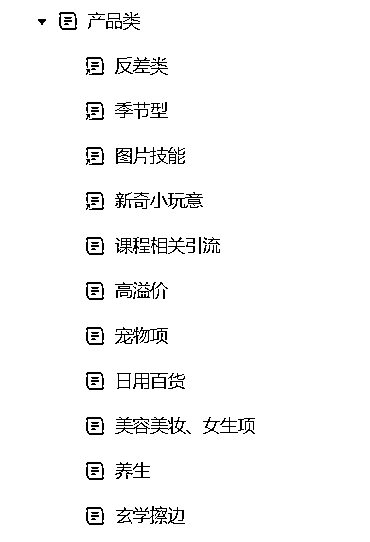 产品类
反差类
季节型
图片技能
新奇小玩意
课程相关引流
高溢价
宠物项
日用百货
美容美妆、女生项
养生
玄学擦边